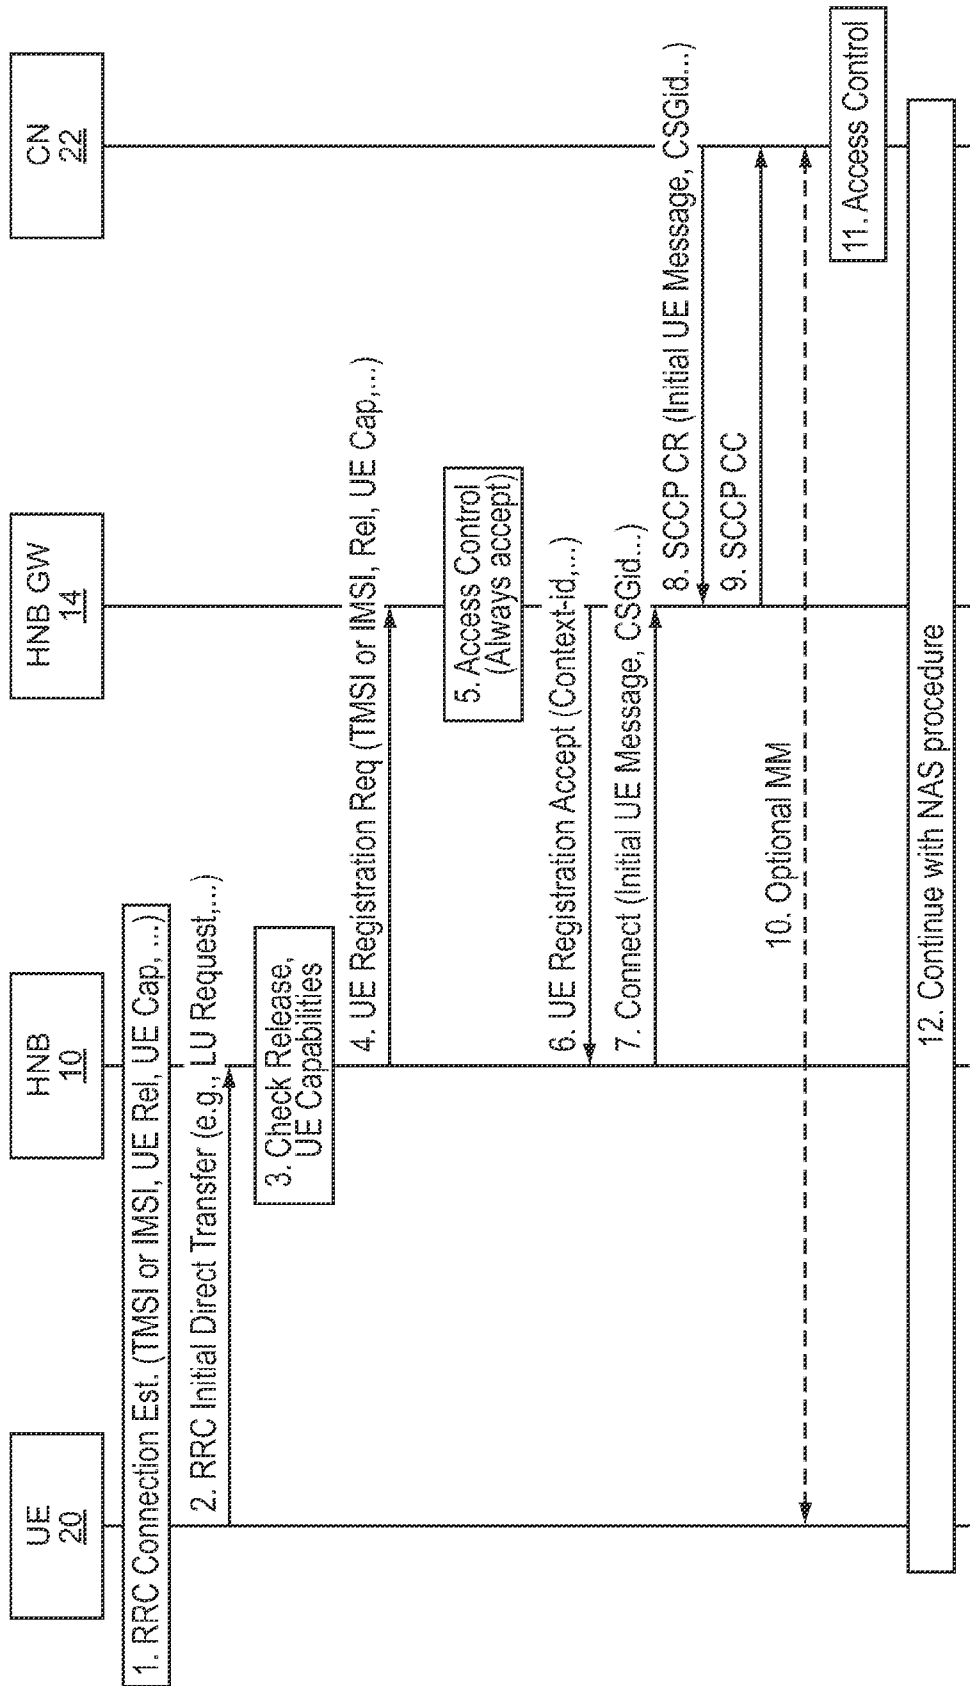 UE
20
HNB
10
HNB GW
14
CN
22
1. RRC Connection Est. (TMSI or IMSI, UE Rel, UE Cap, ...)
2. RRC Initial Direct Transfer (e.g., LU Request,...)
3. Check Release,
UE Capabilities
4. UE Registration Req (TMSI or IMSI, Rel, UE Cap,...)
5. Access Control
(Always accept)
6. UE Registration Accept (Context-id,...)
7. Connect (Initial UE Message, CSGid...)
8. SCCP CR (Initial UE Message, CSGid...)
9. SCCP CC
10. Optional MM
11. Access Control
12. Continue with NAS procedure